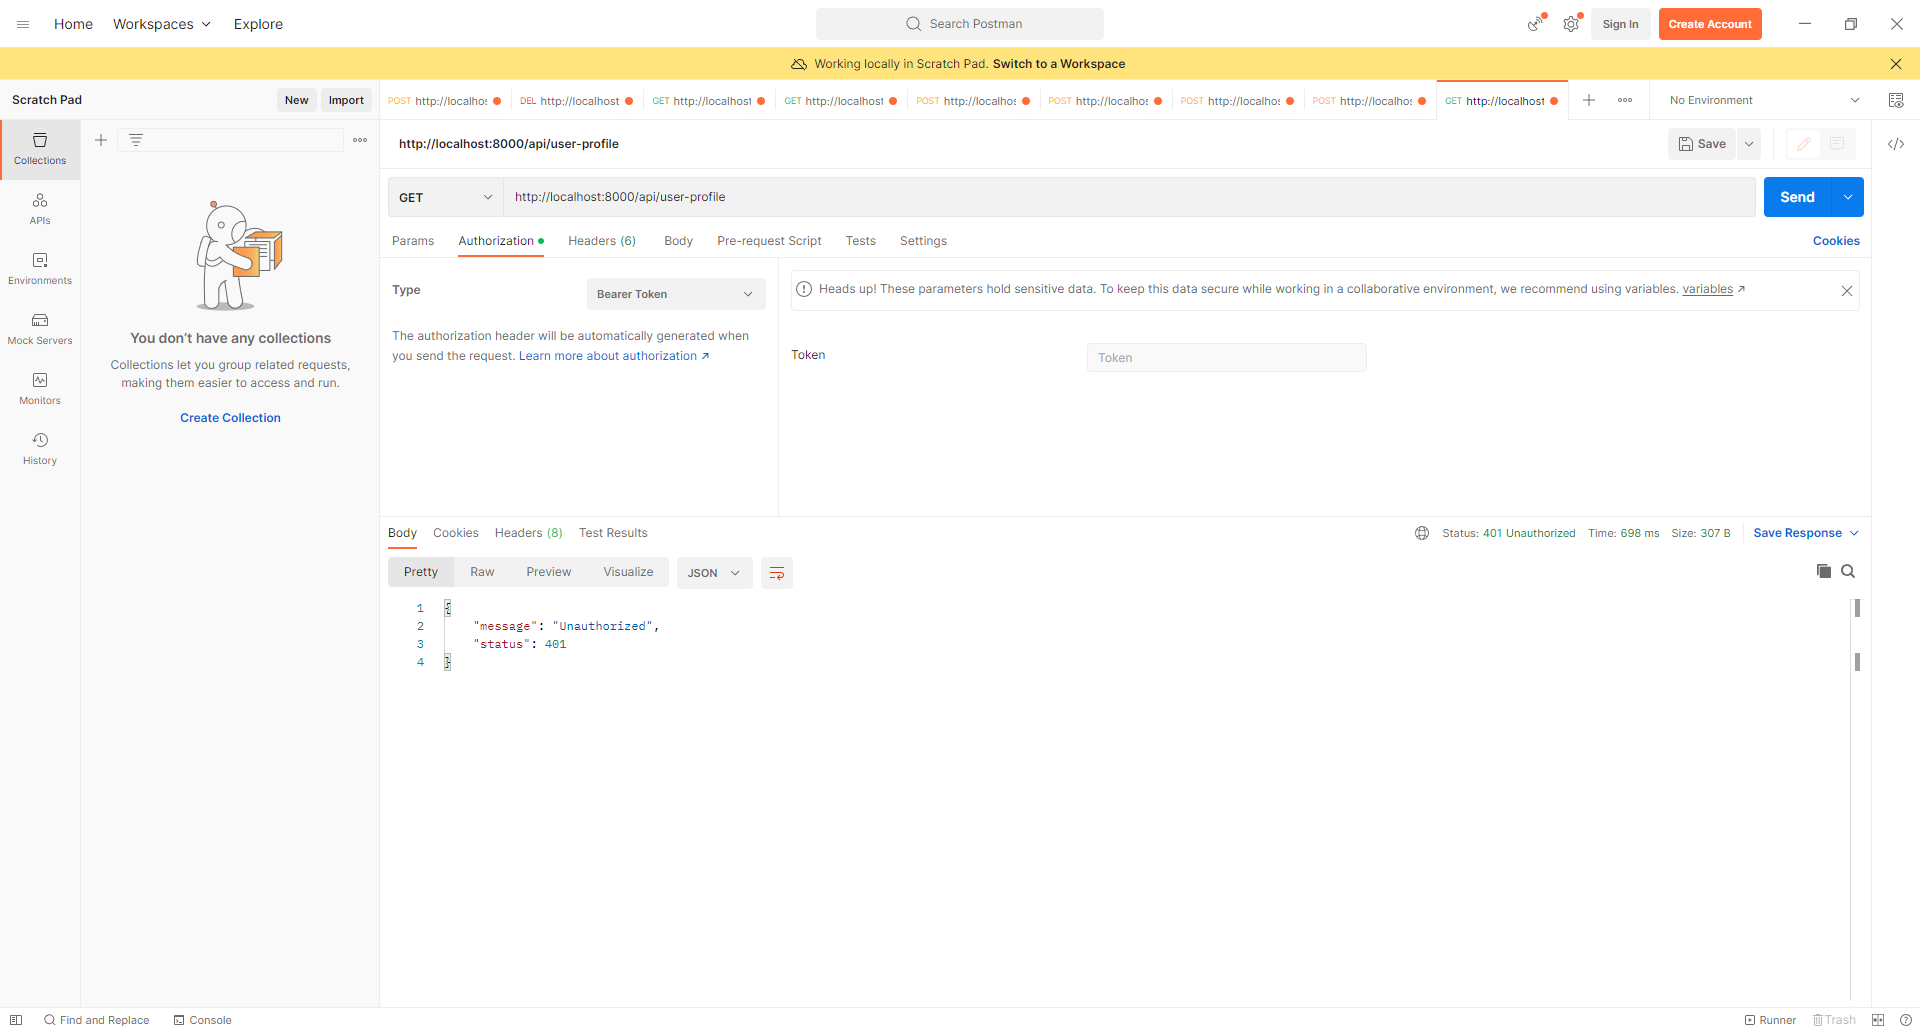 Home Workspaces Explore
Search Postman
Sign In Create Account
Working locally in Scratch Pad. Switch to a Workspace
Scratch Pad New Import
POST http://localhos DEL http://localhost GET http://localhost GET http://localhost POST http://localhos POST http://localhos POST http://localhos POST http://localhos GET http://localhost
No Environment
Collections
APIs
Environments
Mock Servers
Monitors
History
You don't have any collections
Collections let you group related requests,
making them easier to access and run.
Create Collection
http://localhost:8000/api/user-profile
Save
GET http://localhost:8000/api/user-profile Send
Params Authorization Headers (6) Body Pre-request Script Tests Settings Cookies
Type Bearer Token
The authorization header will be automatically generated when
you send the request. Learn more about authorization ↗
Heads up! These parameters hold sensitive data. To keep this data secure while working in a collaborative environment, we recommend using variables. variables ↗
Token Token
Body Cookies Headers (8) Test Results
Status: 401 Unauthorized Time: 698 ms Size: 307 B Save Response
Pretty Raw Preview Visualize JSON
1 {
2 "message": "Unauthorized",
3 "status": 401
4 }
Find and Replace Console
Runner Trash